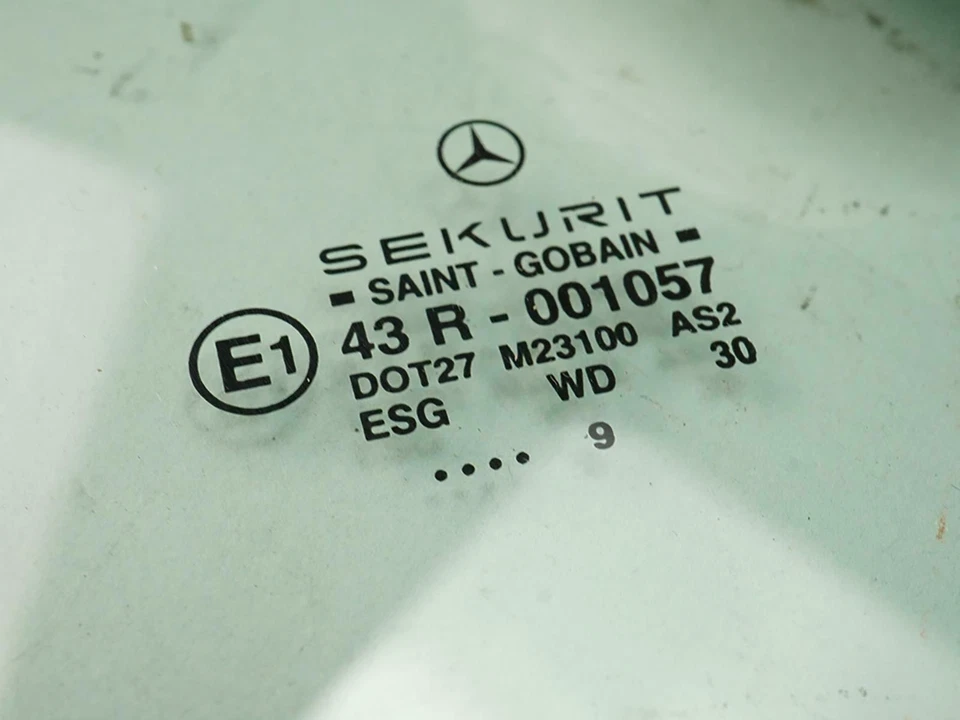 SEKURIT
SAINT - GOBAIN
E1 43 R - 001057
DOT27 M23100 AS2
ESG WD 30
.... 9